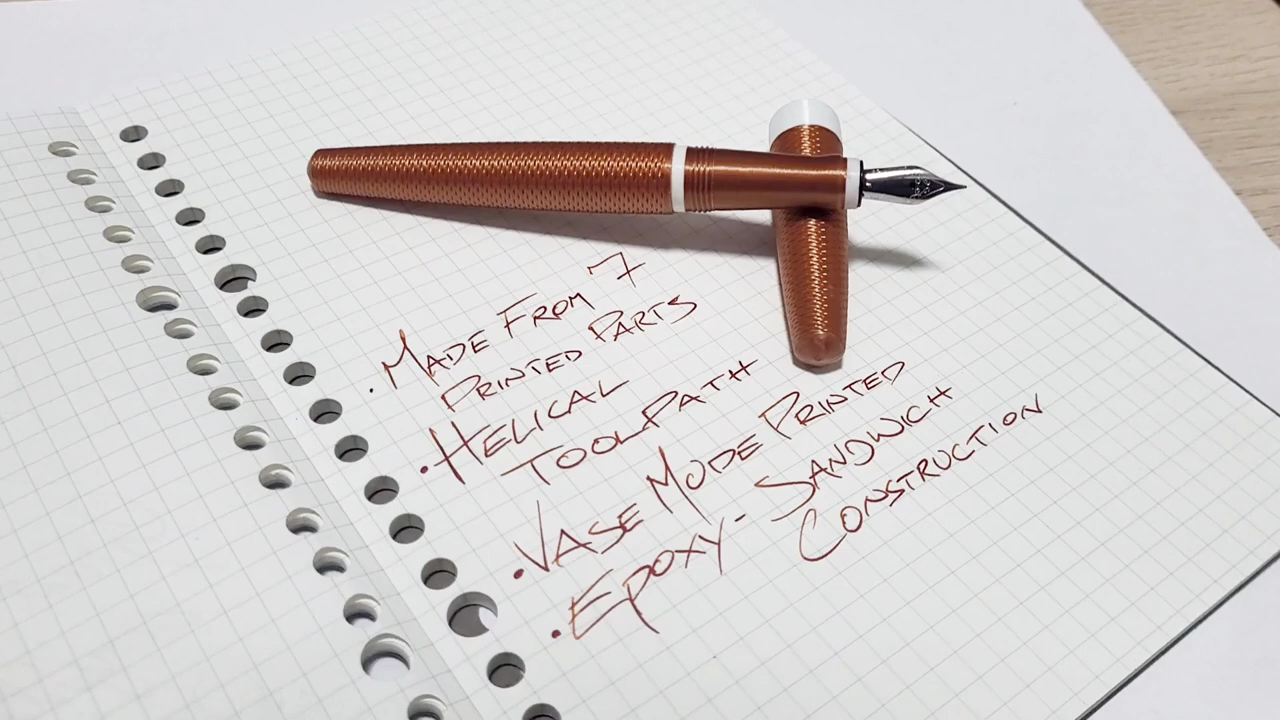 . Made From 7
Printed Parts
. Helical
ToolPath
. Vase Mode Printed
. Epoxy - Sandwich
Construction